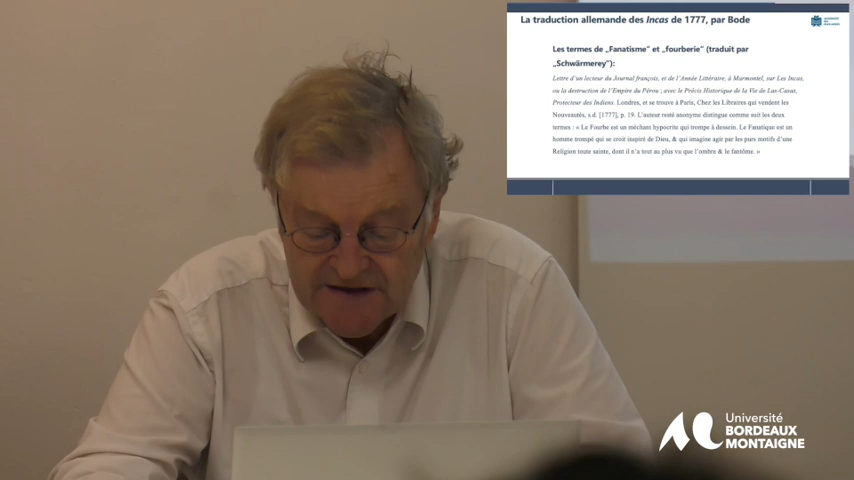 La traduction allemande des Incas de 1777, par Bode
Les termes de „Fanatisme" et „fourberie" (traduit par
„Schwärmerey"):
Lettre d'un lecteur du Journal françois, et de l'Année Littéraire, à Marmontel, sur Les Incas,
ou la destruction de l'Empire du Pérou ; avec le Précis Historique de la Vie de Las-Casas,
Protecteur des Indiens. Londres, et se trouve à Paris, Chez les Libraires qui vendent les
Nouveautés, s.d. [1777], p. 19. L'auteur resté anonyme distingue comme suit les deux
termes : « Le Fourbe est un méchant hypocrite qui trompe à dessein. Le Fanatique est un
homme trompé qui se croit inspiré de Dieu, & qui imagine agir par les purs motifs d'une
Religion toute sainte, dont il n'a tout au plus vu que l'ombre & le fantôme. »
Université
BORDEAUX
MONTAIGNE